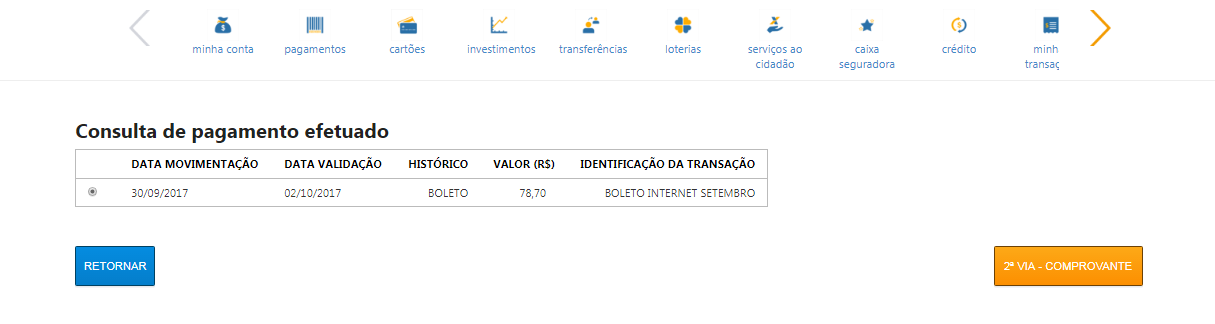 minha conta
pagamentos
cartões
investimentos
transferências
loterias
serviços ao
cidadão
caixa
seguradora
crédito
minh
transaç
Consulta de pagamento efetuado
DATA MOVIMENTAÇÃO DATA VALIDAÇÃO HISTÓRICO VALOR (R$) IDENTIFICAÇÃO DA TRANSAÇÃO
30/09/2017 02/10/2017 BOLETO 78,70 BOLETO INTERNET SETEMBRO
RETORNAR
2ª VIA - COMPROVANTE